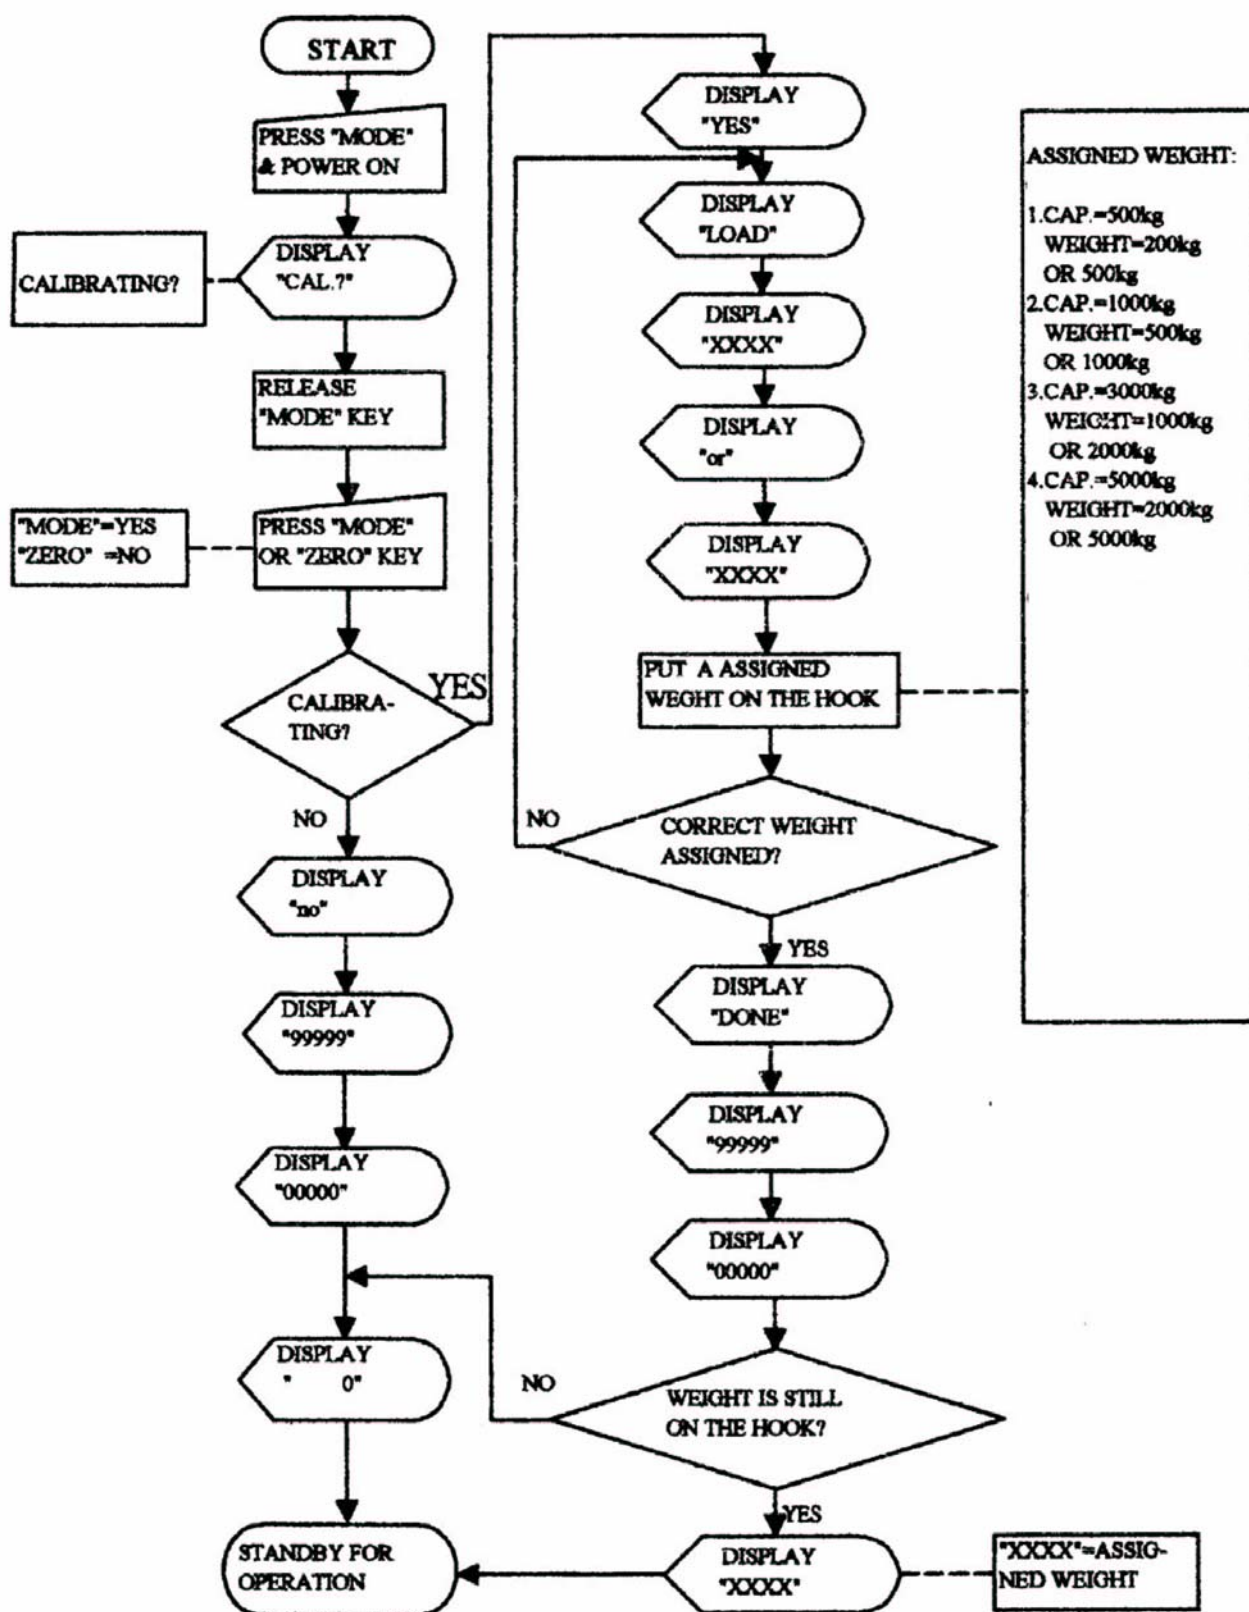 START
PRESS "MODE"
& POWER ON
CALIBRATING?
DISPLAY
"CAL.?"
RELEASE
"MODE" KEY
"MODE"=YES
"ZERO" =NO
PRESS "MODE"
OR "ZERO" KEY
CALIBRA-
TING?
YES
NO
DISPLAY
"no"
DISPLAY
"99999"
DISPLAY
"00000"
DISPLAY
" 0"
STANDBY FOR
OPERATION
DISPLAY
"YES"
DISPLAY
"LOAD"
DISPLAY
"XXXX"
DISPLAY
"or"
DISPLAY
"XXXX"
PUT A ASSIGNED
WEGHT ON THE HOOK
CORRECT WEIGHT
ASSIGNED?
NO
YES
DISPLAY
"DONE"
DISPLAY
"99999"
DISPLAY
"00000"
WEIGHT IS STILL
ON THE HOOK?
NO
YES
DISPLAY
"XXXX"
"XXXX"=ASSIG-
NED WEIGHT
ASSIGNED WEIGHT:
1.CAP.=500kg
WEIGHT=200kg
OR 500kg
2.CAP.=1000kg
WEIGHT=500kg
OR 1000kg
3.CAP.=3000kg
WEIGHT=1000kg
OR 2000kg
4.CAP.=5000kg
WEIGHT=2000kg
OR 5000kg